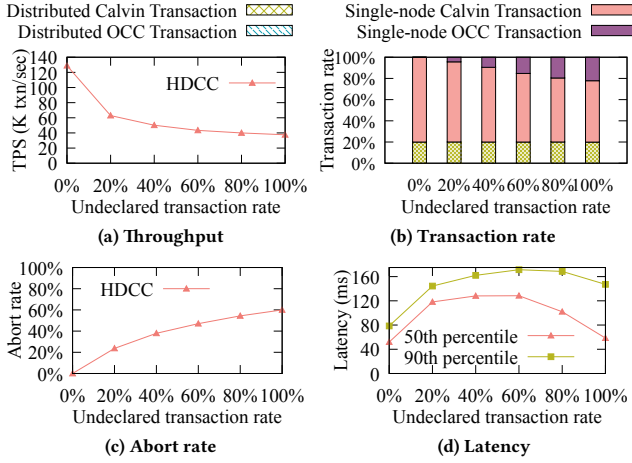 Distributed Calvin Transaction
Distributed OCC Transaction
Single-node Calvin Transaction
Single-node OCC Transaction
TPS (K txn/sec)
140
120
100
80
60
40
20
0
HDCC
0% 20% 40% 60% 80% 100%
Undeclared transaction rate
(a) Throughput
Transaction rate
100%
80%
60%
40%
20%
0%
0% 20% 40% 60% 80% 100%
Undeclared transaction rate
(b) Transaction rate
Abort rate
100%
80%
60%
40%
20%
0%
HDCC
0% 20% 40% 60% 80% 100%
Undeclared transaction rate
(c) Abort rate
Latency (ms)
160
120
80
40
0
50th percentile
90th percentile
0% 20% 40% 60% 80% 100%
Undeclared transaction rate
(d) Latency